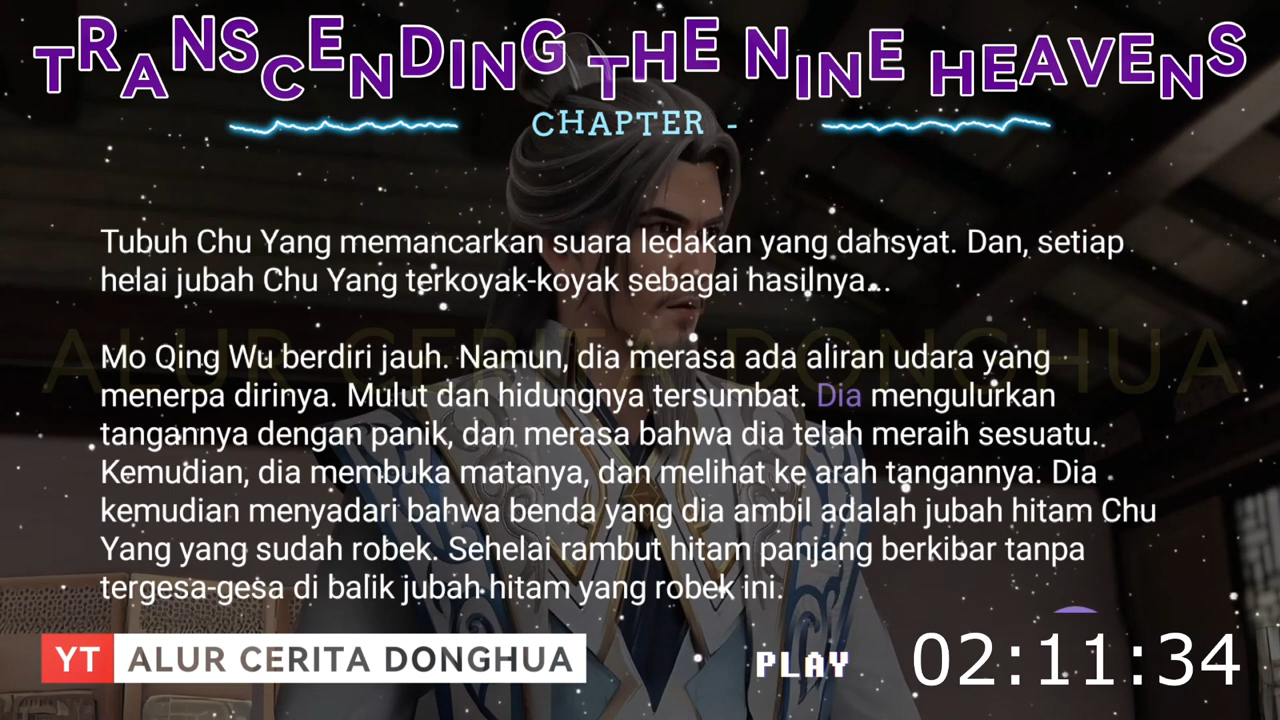 TRANSCENDING THE NINE HEAVENS
CHAPTER -
Tubuh Chu Yang memancarkan suara ledakan yang dahsyat. Dan, setiap
helai jubah Chu Yang terkoyak-koyak sebagai hasilnya...
ALUR CERITA DONGHUA
Mo Qing Wu berdiri jauh. Namun, dia merasa ada aliran udara yang
menerpa dirinya. Mulut dan hidungnya tersumbat. Dia mengulurkan
tangannya dengan panik, dan merasa bahwa dia telah meraih sesuatu.
Kemudian, dia membuka matanya, dan melihat ke arah tangannya. Dia
kemudian menyadari bahwa benda yang dia ambil adalah jubah hitam Chu
Yang yang sudah robek. Sehelai rambut hitam panjang berkibar tanpa
tergesa-gesa di balik jubah hitam yang robek ini.
YT ALUR CERITA DONGHUA
PLAY
02:11:34